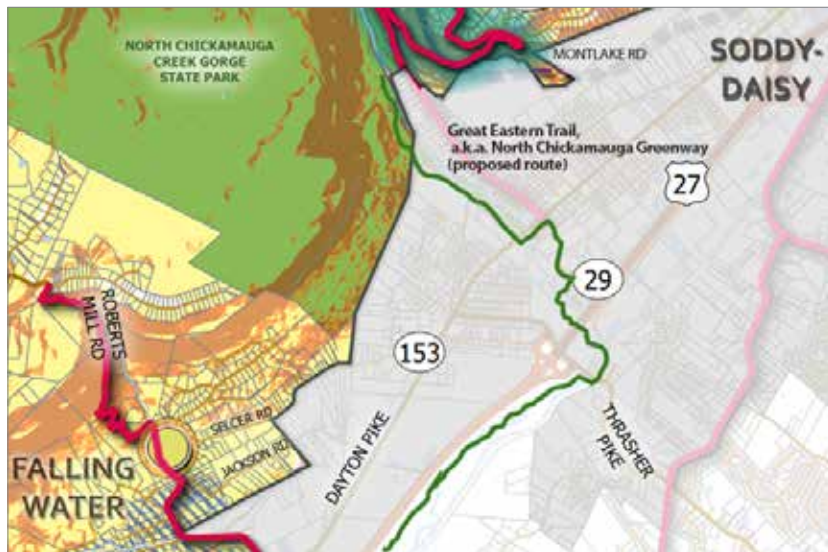 NORTH CHICKAMAUGA
CREEK GORGE
STATE PARK
MONTLAKE RD
SODDY-
DAISY
Great Eastern Trail,
a.k.a. North Chickamauga Greenway
(proposed route)
27
29
153
ROBERTS
MILL RD
SELCER RD
JACKSON RD
DAYTON PIKE
THRASHER
PIKE
FALLING
WATER